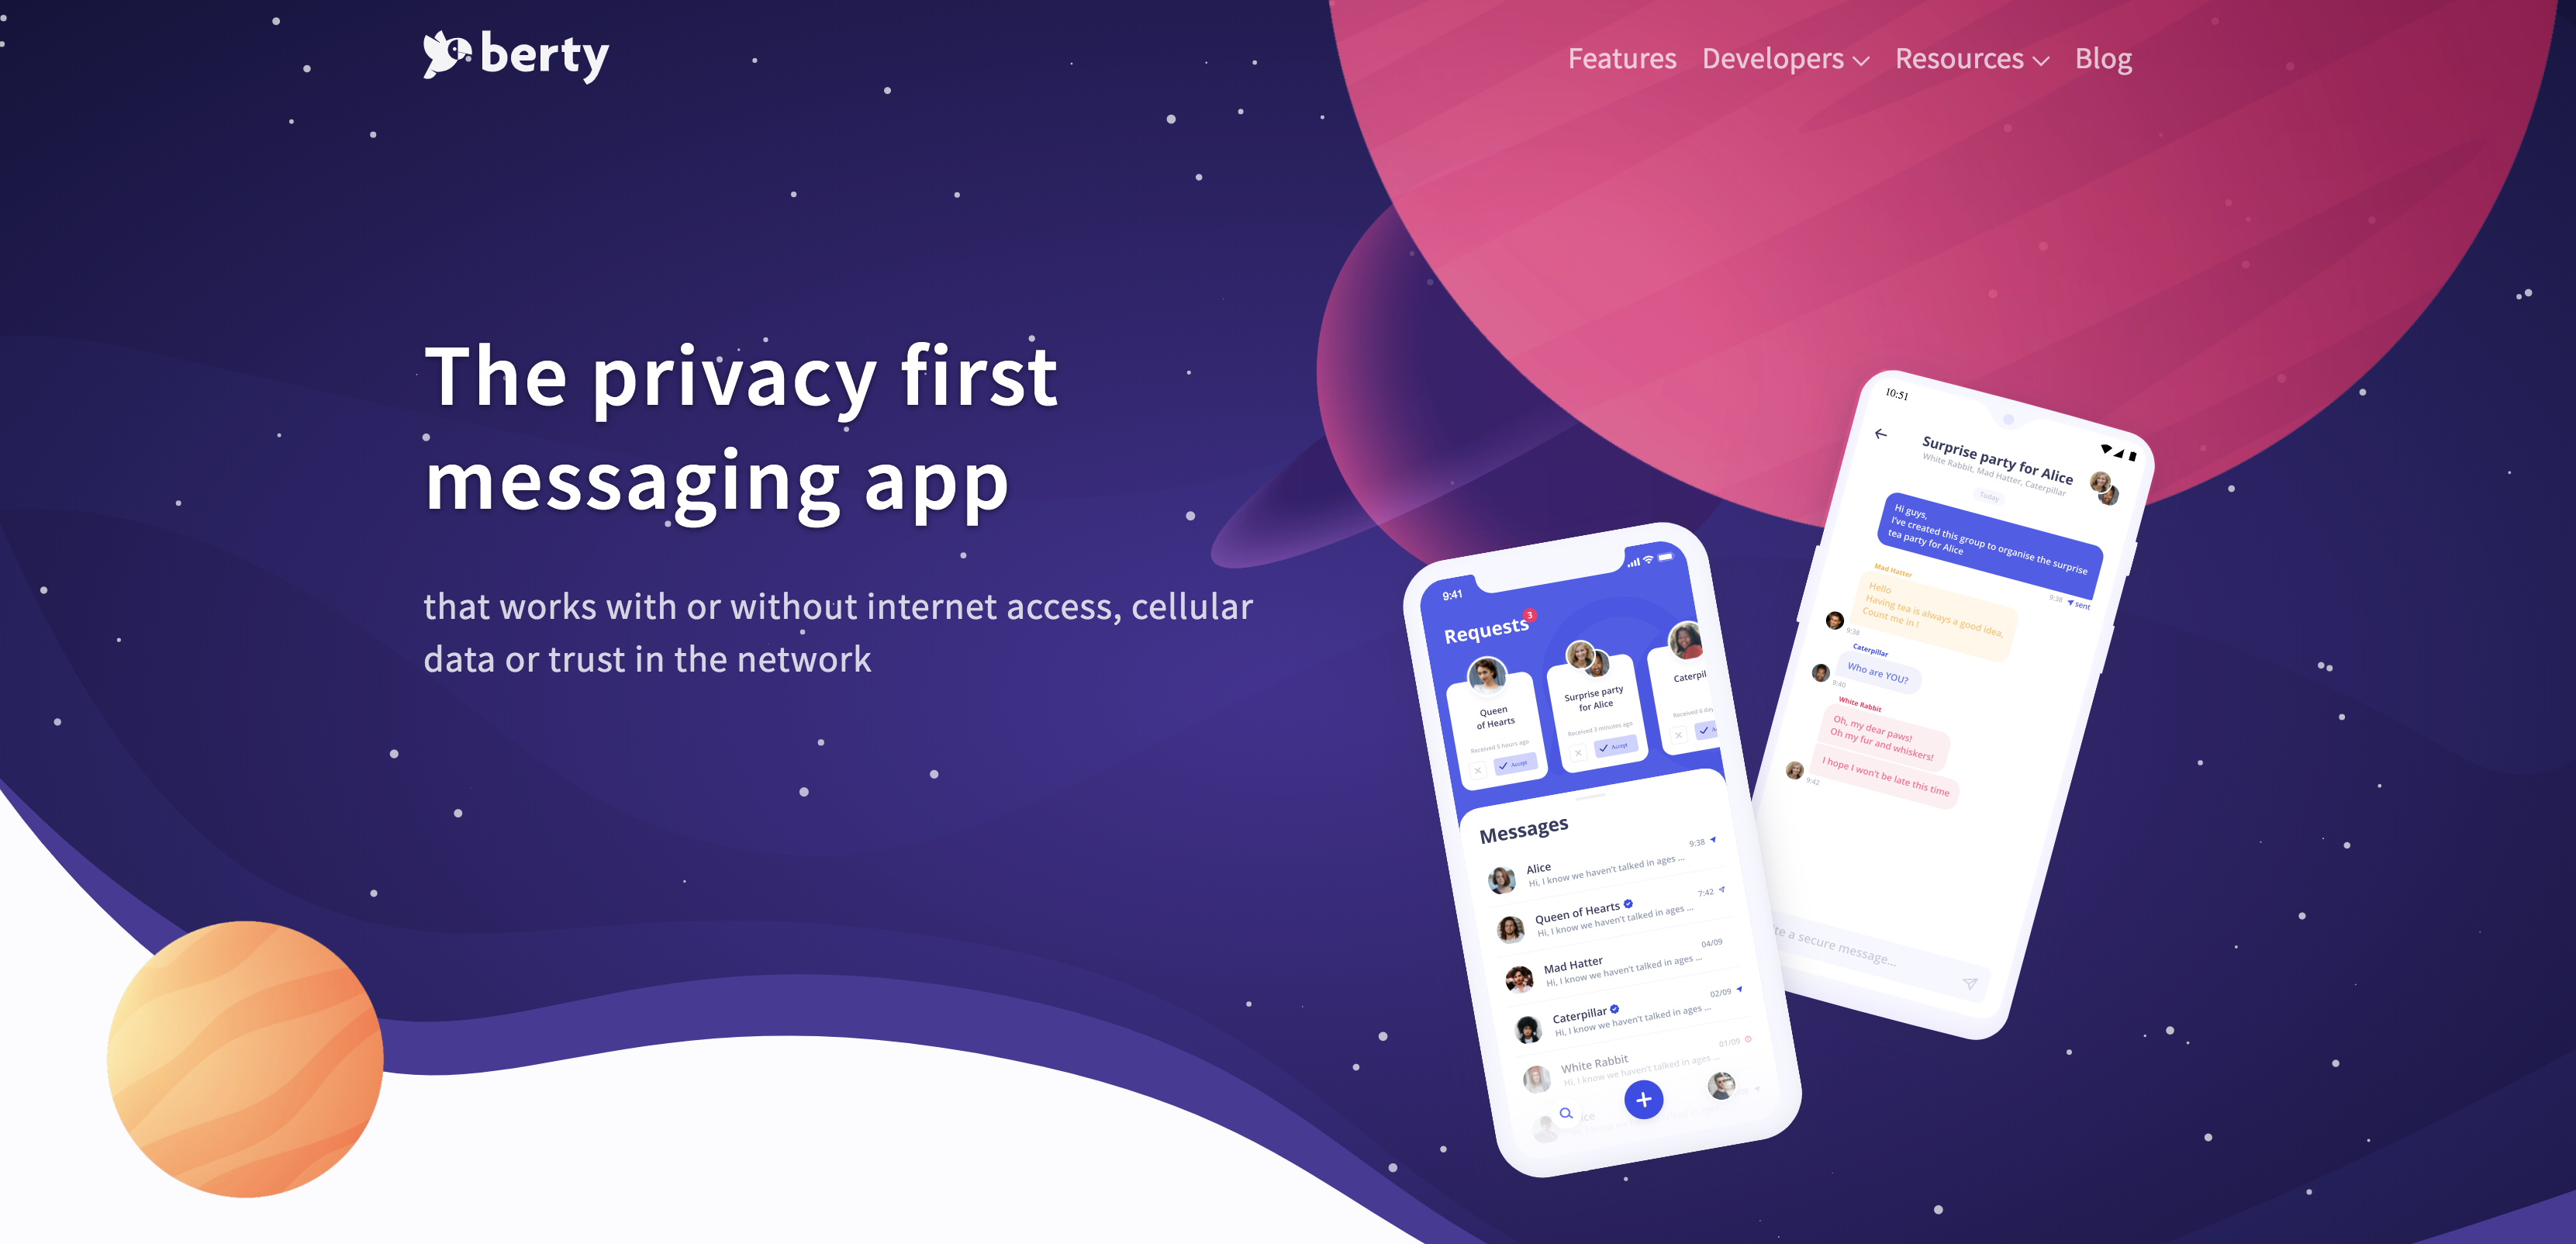 berty
Features
Developers
Resources
Blog
The privacy first
messaging app
that works with or without internet access, cellular
data or trust in the network
9:41
Requests
3
Queen
of Hearts
Received 5 hours ago
Accept
Surprise party
for Alice
Received 3 minutes ago
Accept
Caterpil
Received 6 day
A
Messages
Alice
9:38
Hi, I know we haven't talked in ages ...
Queen of Hearts
7:42
Hi, I know we haven't talked in ages ...
Mad Hatter
04/09
Hi, I know we haven't talked in ages ...
Caterpillar
02/09
Hi, I know we haven't talked in ages ...
White Rabbit
01/09
Hi, I know we haven't talked in ages ...
ice
10:51
Surprise party for Alice
White Rabbit, Mad Hatter, Caterpillar
Today
Hi guys,
I've created this group to organise the surprise
tea party for Alice
9:38 sent
Mad Hatter
Hello
Having tea is always a good idea,
Count me in !
9:38
Caterpillar
Who are YOU?
9:40
White Rabbit
Oh, my dear paws!
Oh my fur and whiskers!
I hope I won't be late this time
9:42
te a secure message...